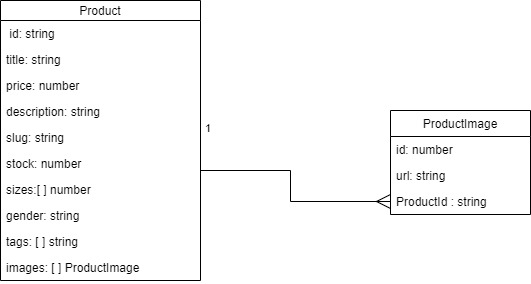 Product
id: string
title: string
price: number
description: string
slug: string
stock: number
sizes:[ ] number
gender: string
tags: [ ] string
images: [ ] ProductImage
1
ProductImage
id: number
url: string
ProductId : string